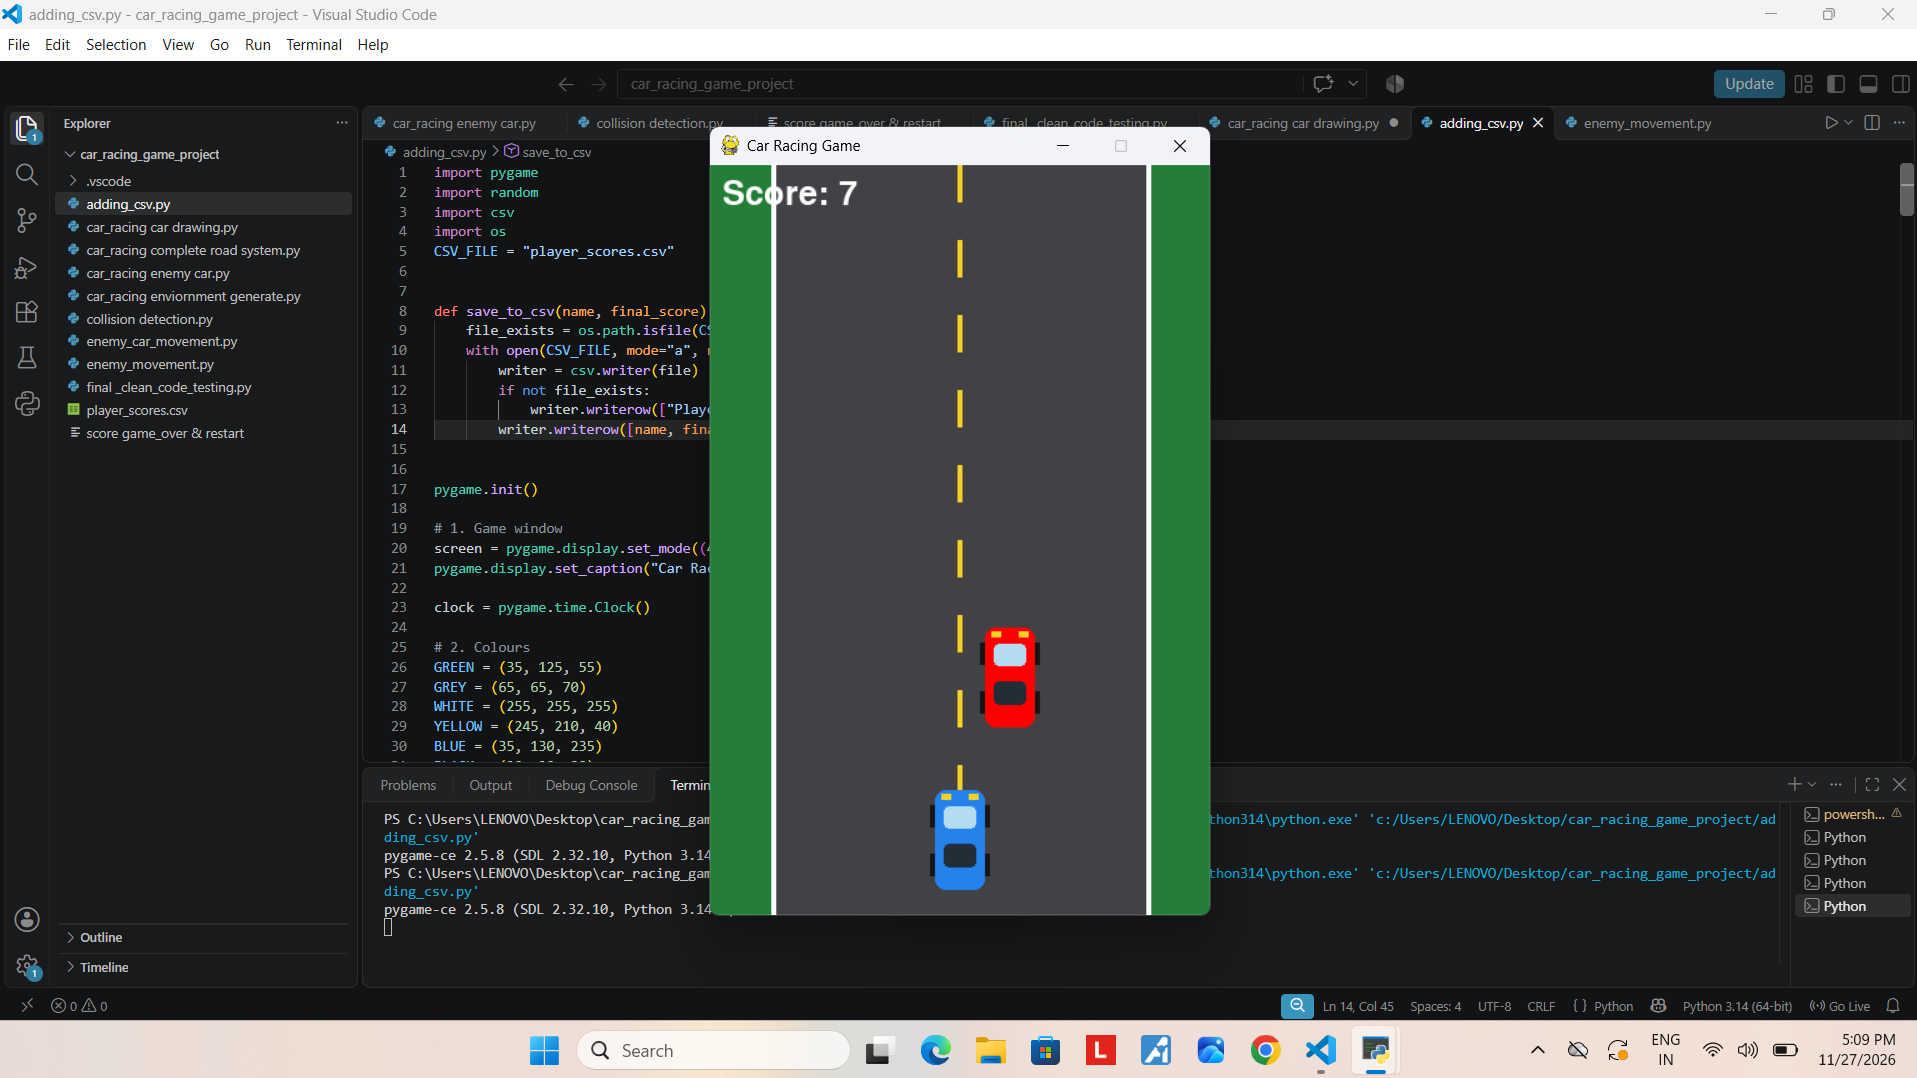 adding_csv.py - car_racing_game_project - Visual Studio Code
File Edit Selection View Go Run Terminal Help
car_racing_game_project
Update
Explorer
car_racing_game_project
.vscode
adding_csv.py
car_racing car drawing.py
car_racing complete road system.py
car_racing enemy car.py
car_racing enviornment generate.py
collision detection.py
enemy_car_movement.py
enemy_movement.py
final _clean_code_testing.py
player_scores.csv
score game_over & restart
Outline
Timeline
car_racing enemy car.py collision detection.py score game_over & restart final _clean_code_testing.py car_racing car drawing.py adding_csv.py enemy_movement.py
adding_csv.py > save_to_csv
1 import pygame
2 import random
3 import csv
4 import os
5 CSV_FILE = "player_scores.csv"
6
7
8 def save_to_csv(name, final_score)
9 file_exists = os.path.isfile(CS
10 with open(CSV_FILE, mode="a",
11 writer = csv.writer(file)
12 if not file_exists:
13 writer.writerow(["Playe
14 writer.writerow([name, fina
15
16
17 pygame.init()
18
19 # 1. Game window
20 screen = pygame.display.set_mode((
21 pygame.display.set_caption("Car Rac
22
23 clock = pygame.time.Clock()
24
25 # 2. Colours
26 GREEN = (35, 125, 55)
27 GREY = (65, 65, 70)
28 WHITE = (255, 255, 255)
29 YELLOW = (245, 210, 40)
30 BLUE = (35, 130, 235)
Car Racing Game
Score: 7
Problems Output Debug Console Termin
PS C:\Users\LENOVO\Desktop\car_racing_gam thon314\python.exe' 'c:/Users/LENOVO/Desktop/car_racing_game_project/ad
ding_csv.py'
pygame-ce 2.5.8 (SDL 2.32.10, Python 3.14
PS C:\Users\LENOVO\Desktop\car_racing_gam thon314\python.exe' 'c:/Users/LENOVO/Desktop/car_racing_game_project/ad
ding_csv.py'
pygame-ce 2.5.8 (SDL 2.32.10, Python 3.14
powersh...
Python
Python
Python
Python
0 0 Ln 14, Col 45 Spaces: 4 UTF-8 CRLF {} Python Python 3.14 (64-bit) Go Live
Search
ENG
IN
5:09 PM
11/27/2026